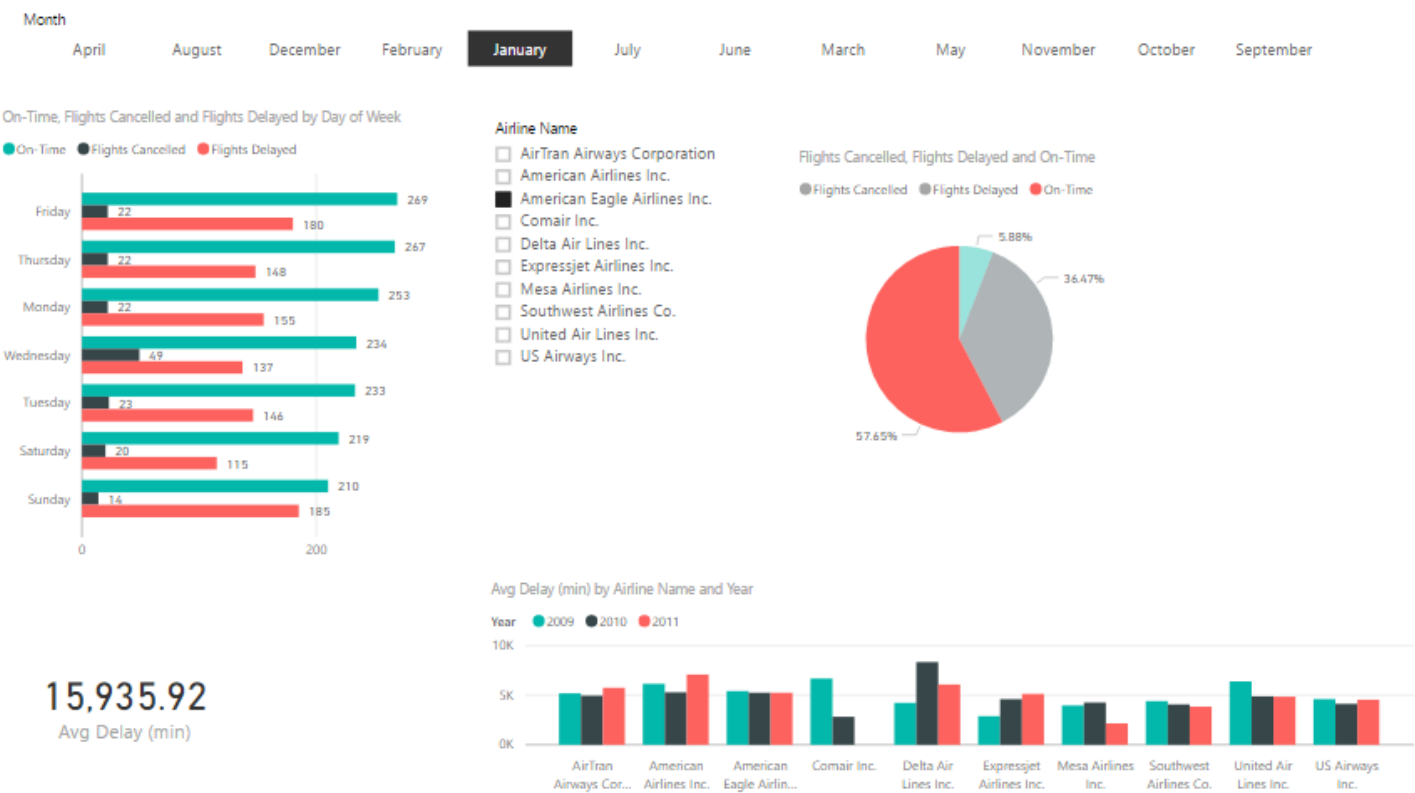 Month
April August December February January July June March May November October September
On-Time, Flights Cancelled and Flights Delayed by Day of Week
On-Time Flights Cancelled Flights Delayed
Friday 269 22 180
Thursday 267 22 148
Monday 253 22 155
Wednesday 234 49 137
Tuesday 233 23 146
Saturday 219 20 115
Sunday 210 14 185
0 200
Airline Name
AirTran Airways Corporation
American Airlines Inc.
American Eagle Airlines Inc.
Comair Inc.
Delta Air Lines Inc.
Expressjet Airlines Inc.
Mesa Airlines Inc.
Southwest Airlines Co.
United Air Lines Inc.
US Airways Inc.
Flights Cancelled, Flights Delayed and On-Time
Flights Cancelled Flights Delayed On-Time
5.88%
36.47%
57.65%
15,935.92
Avg Delay (min)
Avg Delay (min) by Airline Name and Year
Year 2009 2010 2011
10K
5K
0K
AirTran American American Comair Inc. Delta Air Expressjet Mesa Airlines Southwest United Air US Airways
Airways Cor... Airlines Inc. Eagle Airlin... Lines Inc. Airlines Inc. Inc. Airlines Co. Lines Inc. Inc.